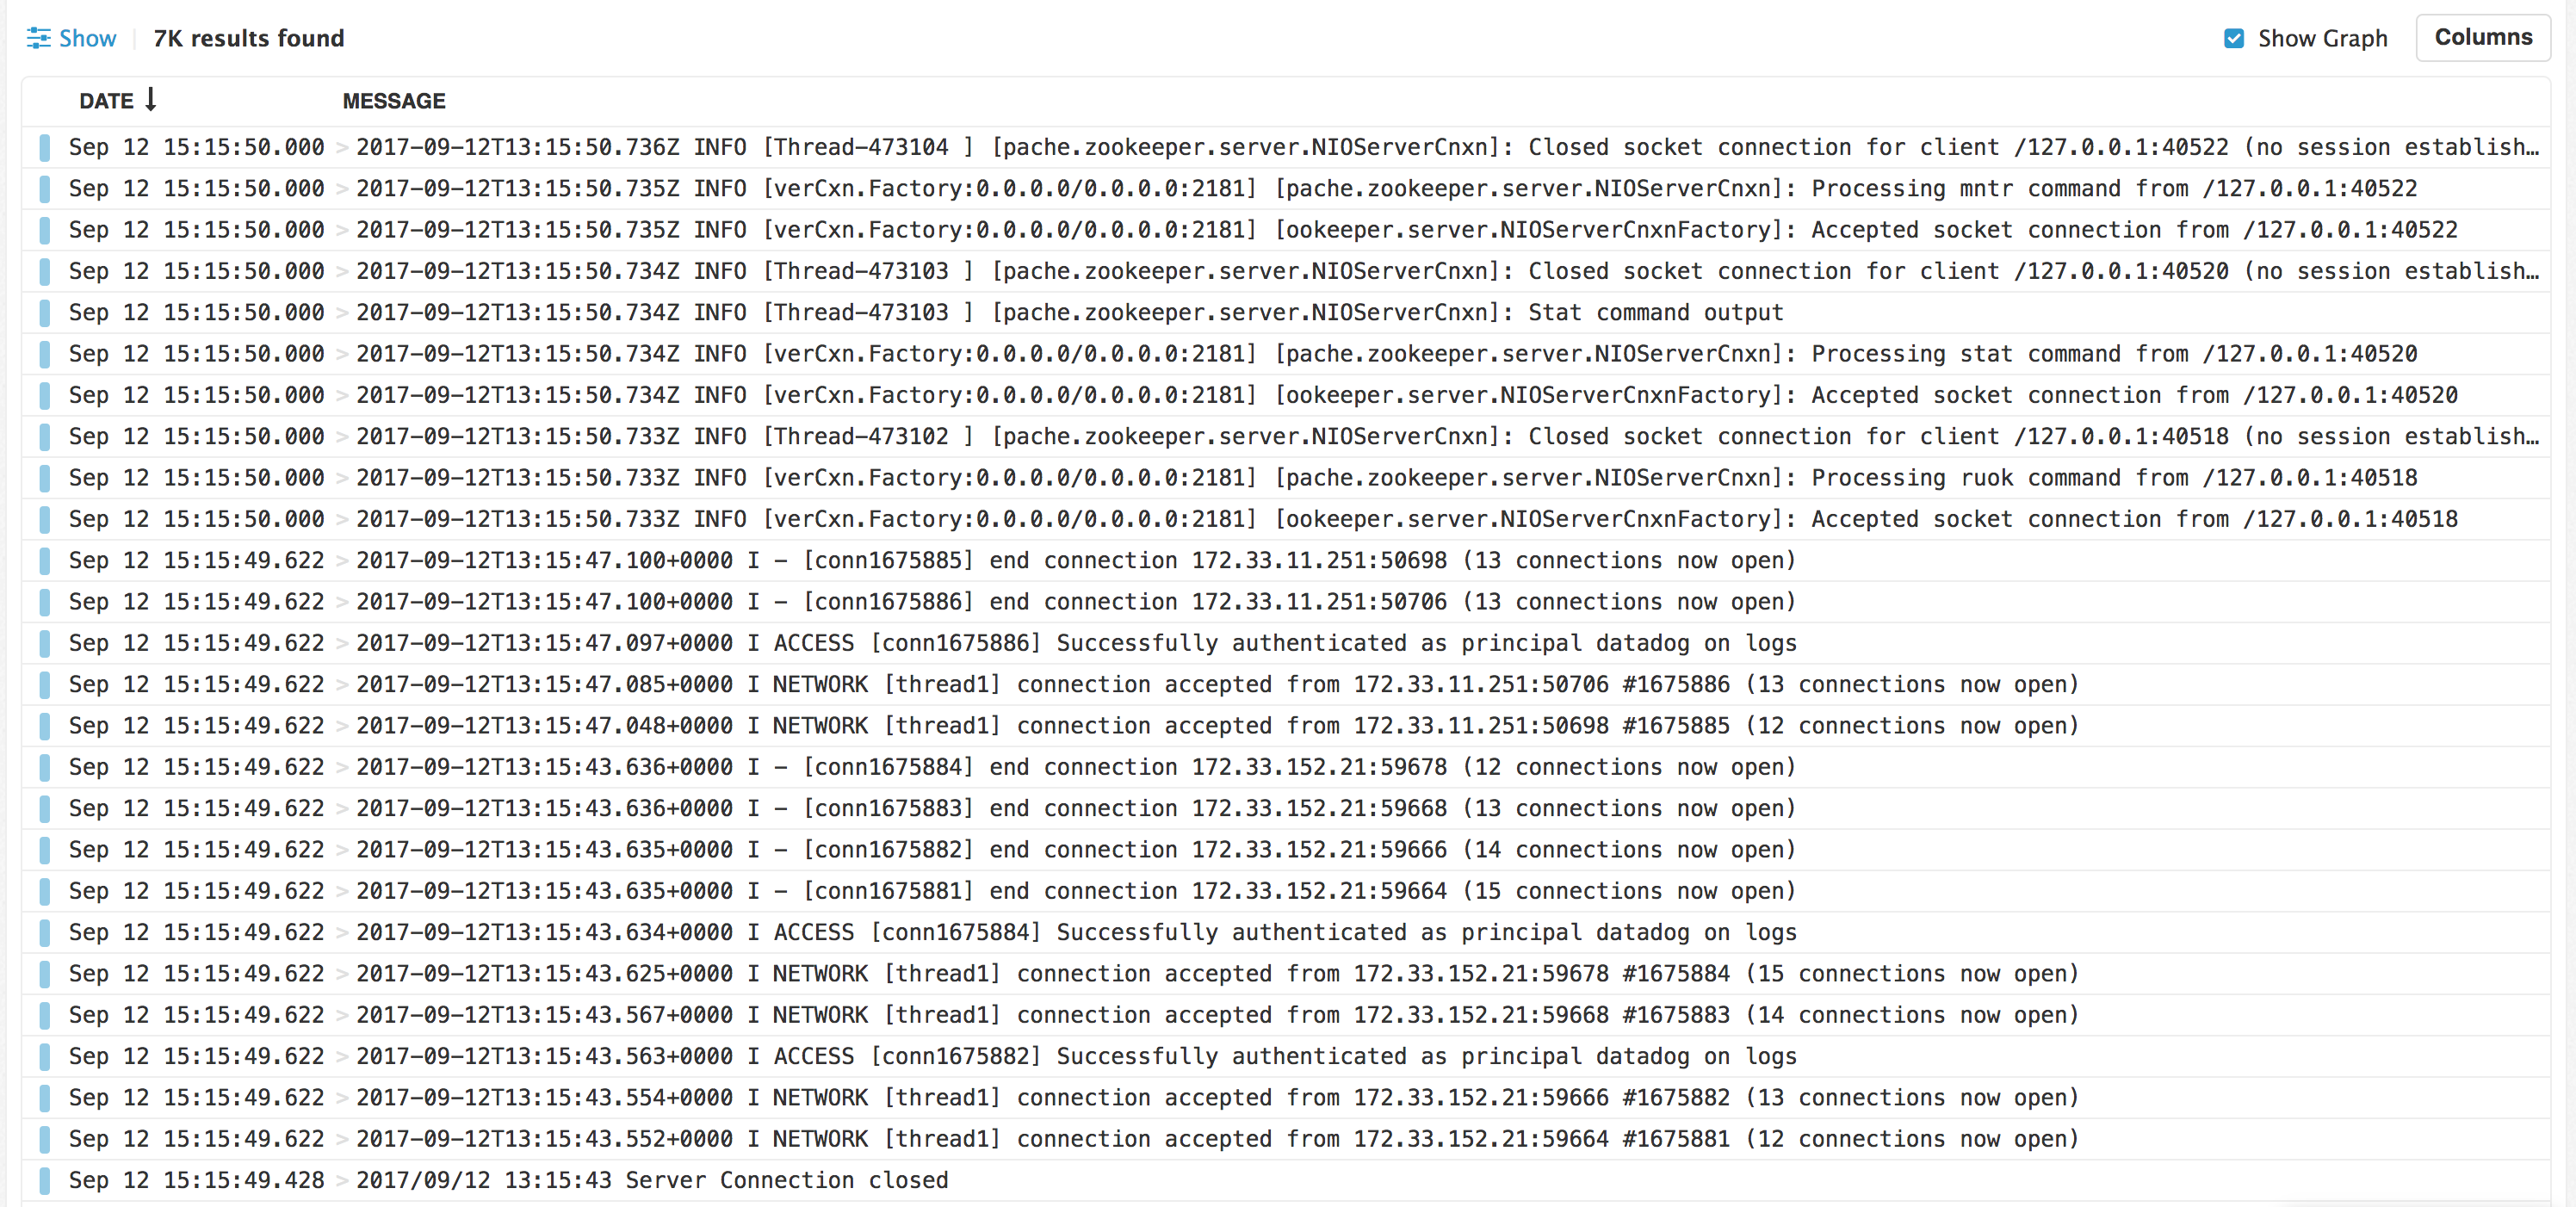 Show 7K results found Show Graph Columns
DATE ↓ MESSAGE
Sep 12 15:15:50.000 > 2017-09-12T13:15:50.736Z INFO [Thread-473104 ] [pache.zookeeper.server.NIOServerCnxn]: Closed socket connection for client /127.0.0.1:40522 (no session establish…
Sep 12 15:15:50.000 > 2017-09-12T13:15:50.735Z INFO [verCxn.Factory:0.0.0.0/0.0.0.0:2181] [pache.zookeeper.server.NIOServerCnxn]: Processing mntr command from /127.0.0.1:40522
Sep 12 15:15:50.000 > 2017-09-12T13:15:50.735Z INFO [verCxn.Factory:0.0.0.0/0.0.0.0:2181] [ookeeper.server.NIOServerCnxnFactory]: Accepted socket connection from /127.0.0.1:40522
Sep 12 15:15:50.000 > 2017-09-12T13:15:50.734Z INFO [Thread-473103 ] [pache.zookeeper.server.NIOServerCnxn]: Closed socket connection for client /127.0.0.1:40520 (no session establish…
Sep 12 15:15:50.000 > 2017-09-12T13:15:50.734Z INFO [Thread-473103 ] [pache.zookeeper.server.NIOServerCnxn]: Stat command output
Sep 12 15:15:50.000 > 2017-09-12T13:15:50.734Z INFO [verCxn.Factory:0.0.0.0/0.0.0.0:2181] [pache.zookeeper.server.NIOServerCnxn]: Processing stat command from /127.0.0.1:40520
Sep 12 15:15:50.000 > 2017-09-12T13:15:50.734Z INFO [verCxn.Factory:0.0.0.0/0.0.0.0:2181] [ookeeper.server.NIOServerCnxnFactory]: Accepted socket connection from /127.0.0.1:40520
Sep 12 15:15:50.000 > 2017-09-12T13:15:50.733Z INFO [Thread-473102 ] [pache.zookeeper.server.NIOServerCnxn]: Closed socket connection for client /127.0.0.1:40518 (no session establish…
Sep 12 15:15:50.000 > 2017-09-12T13:15:50.733Z INFO [verCxn.Factory:0.0.0.0/0.0.0.0:2181] [pache.zookeeper.server.NIOServerCnxn]: Processing ruok command from /127.0.0.1:40518
Sep 12 15:15:50.000 > 2017-09-12T13:15:50.733Z INFO [verCxn.Factory:0.0.0.0/0.0.0.0:2181] [ookeeper.server.NIOServerCnxnFactory]: Accepted socket connection from /127.0.0.1:40518
Sep 12 15:15:49.622 > 2017-09-12T13:15:47.100+0000 I - [conn1675885] end connection 172.33.11.251:50698 (13 connections now open)
Sep 12 15:15:49.622 > 2017-09-12T13:15:47.100+0000 I - [conn1675886] end connection 172.33.11.251:50706 (13 connections now open)
Sep 12 15:15:49.622 > 2017-09-12T13:15:47.097+0000 I ACCESS [conn1675886] Successfully authenticated as principal datadog on logs
Sep 12 15:15:49.622 > 2017-09-12T13:15:47.085+0000 I NETWORK [thread1] connection accepted from 172.33.11.251:50706 #1675886 (13 connections now open)
Sep 12 15:15:49.622 > 2017-09-12T13:15:47.048+0000 I NETWORK [thread1] connection accepted from 172.33.11.251:50698 #1675885 (12 connections now open)
Sep 12 15:15:49.622 > 2017-09-12T13:15:43.636+0000 I - [conn1675884] end connection 172.33.152.21:59678 (12 connections now open)
Sep 12 15:15:49.622 > 2017-09-12T13:15:43.636+0000 I - [conn1675883] end connection 172.33.152.21:59668 (13 connections now open)
Sep 12 15:15:49.622 > 2017-09-12T13:15:43.635+0000 I - [conn1675882] end connection 172.33.152.21:59666 (14 connections now open)
Sep 12 15:15:49.622 > 2017-09-12T13:15:43.635+0000 I - [conn1675881] end connection 172.33.152.21:59664 (15 connections now open)
Sep 12 15:15:49.622 > 2017-09-12T13:15:43.634+0000 I ACCESS [conn1675884] Successfully authenticated as principal datadog on logs
Sep 12 15:15:49.622 > 2017-09-12T13:15:43.625+0000 I NETWORK [thread1] connection accepted from 172.33.152.21:59678 #1675884 (15 connections now open)
Sep 12 15:15:49.622 > 2017-09-12T13:15:43.567+0000 I NETWORK [thread1] connection accepted from 172.33.152.21:59668 #1675883 (14 connections now open)
Sep 12 15:15:49.622 > 2017-09-12T13:15:43.563+0000 I ACCESS [conn1675882] Successfully authenticated as principal datadog on logs
Sep 12 15:15:49.622 > 2017-09-12T13:15:43.554+0000 I NETWORK [thread1] connection accepted from 172.33.152.21:59666 #1675882 (13 connections now open)
Sep 12 15:15:49.622 > 2017-09-12T13:15:43.552+0000 I NETWORK [thread1] connection accepted from 172.33.152.21:59664 #1675881 (12 connections now open)
Sep 12 15:15:49.428 > 2017/09/12 13:15:43 Server Connection closed